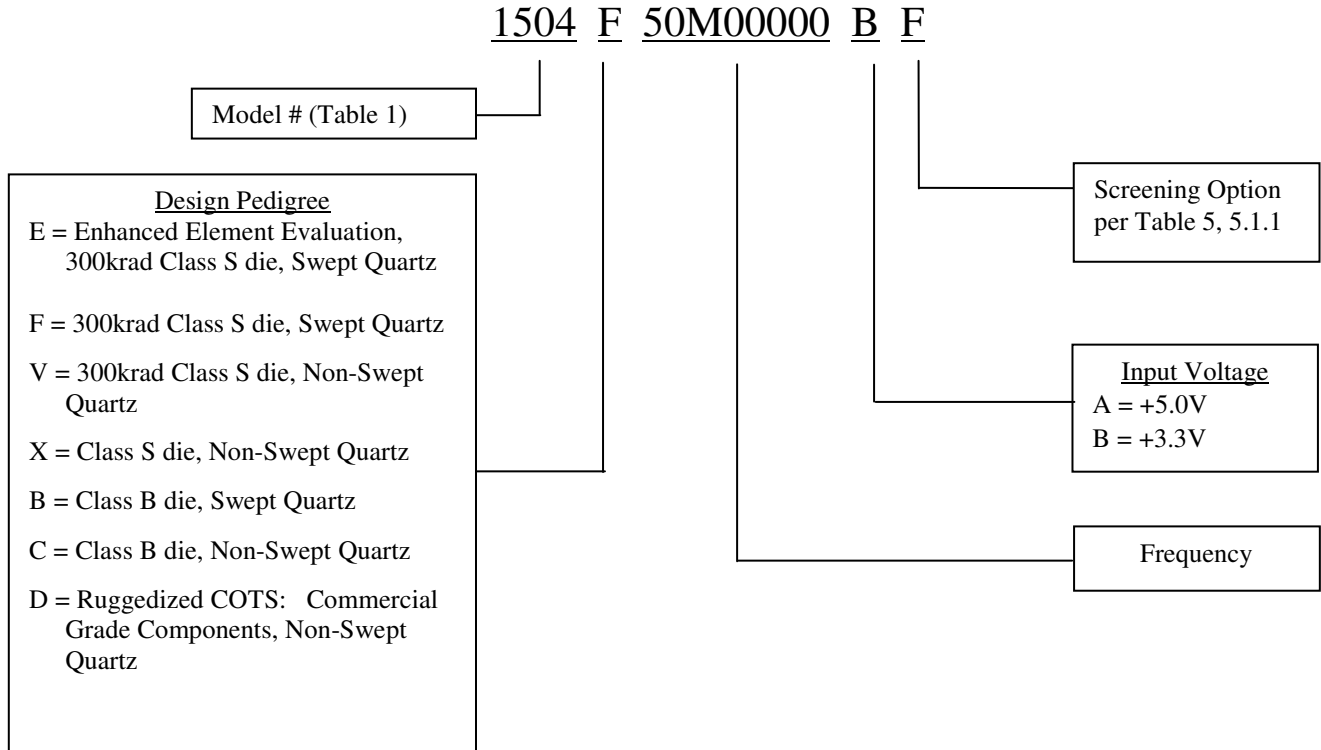 1504 F 50M00000 B F
Model # (Table 1)
Design Pedigree
E = Enhanced Element Evaluation,
300krad Class S die, Swept Quartz
F = 300krad Class S die, Swept Quartz
V = 300krad Class S die, Non-Swept
Quartz
X = Class S die, Non-Swept Quartz
B = Class B die, Swept Quartz
C = Class B die, Non-Swept Quartz
D = Ruggedized COTS: Commercial
Grade Components, Non-Swept
Quartz
Screening Option
per Table 5, 5.1.1
Input Voltage
A = +5.0V
B = +3.3V
Frequency